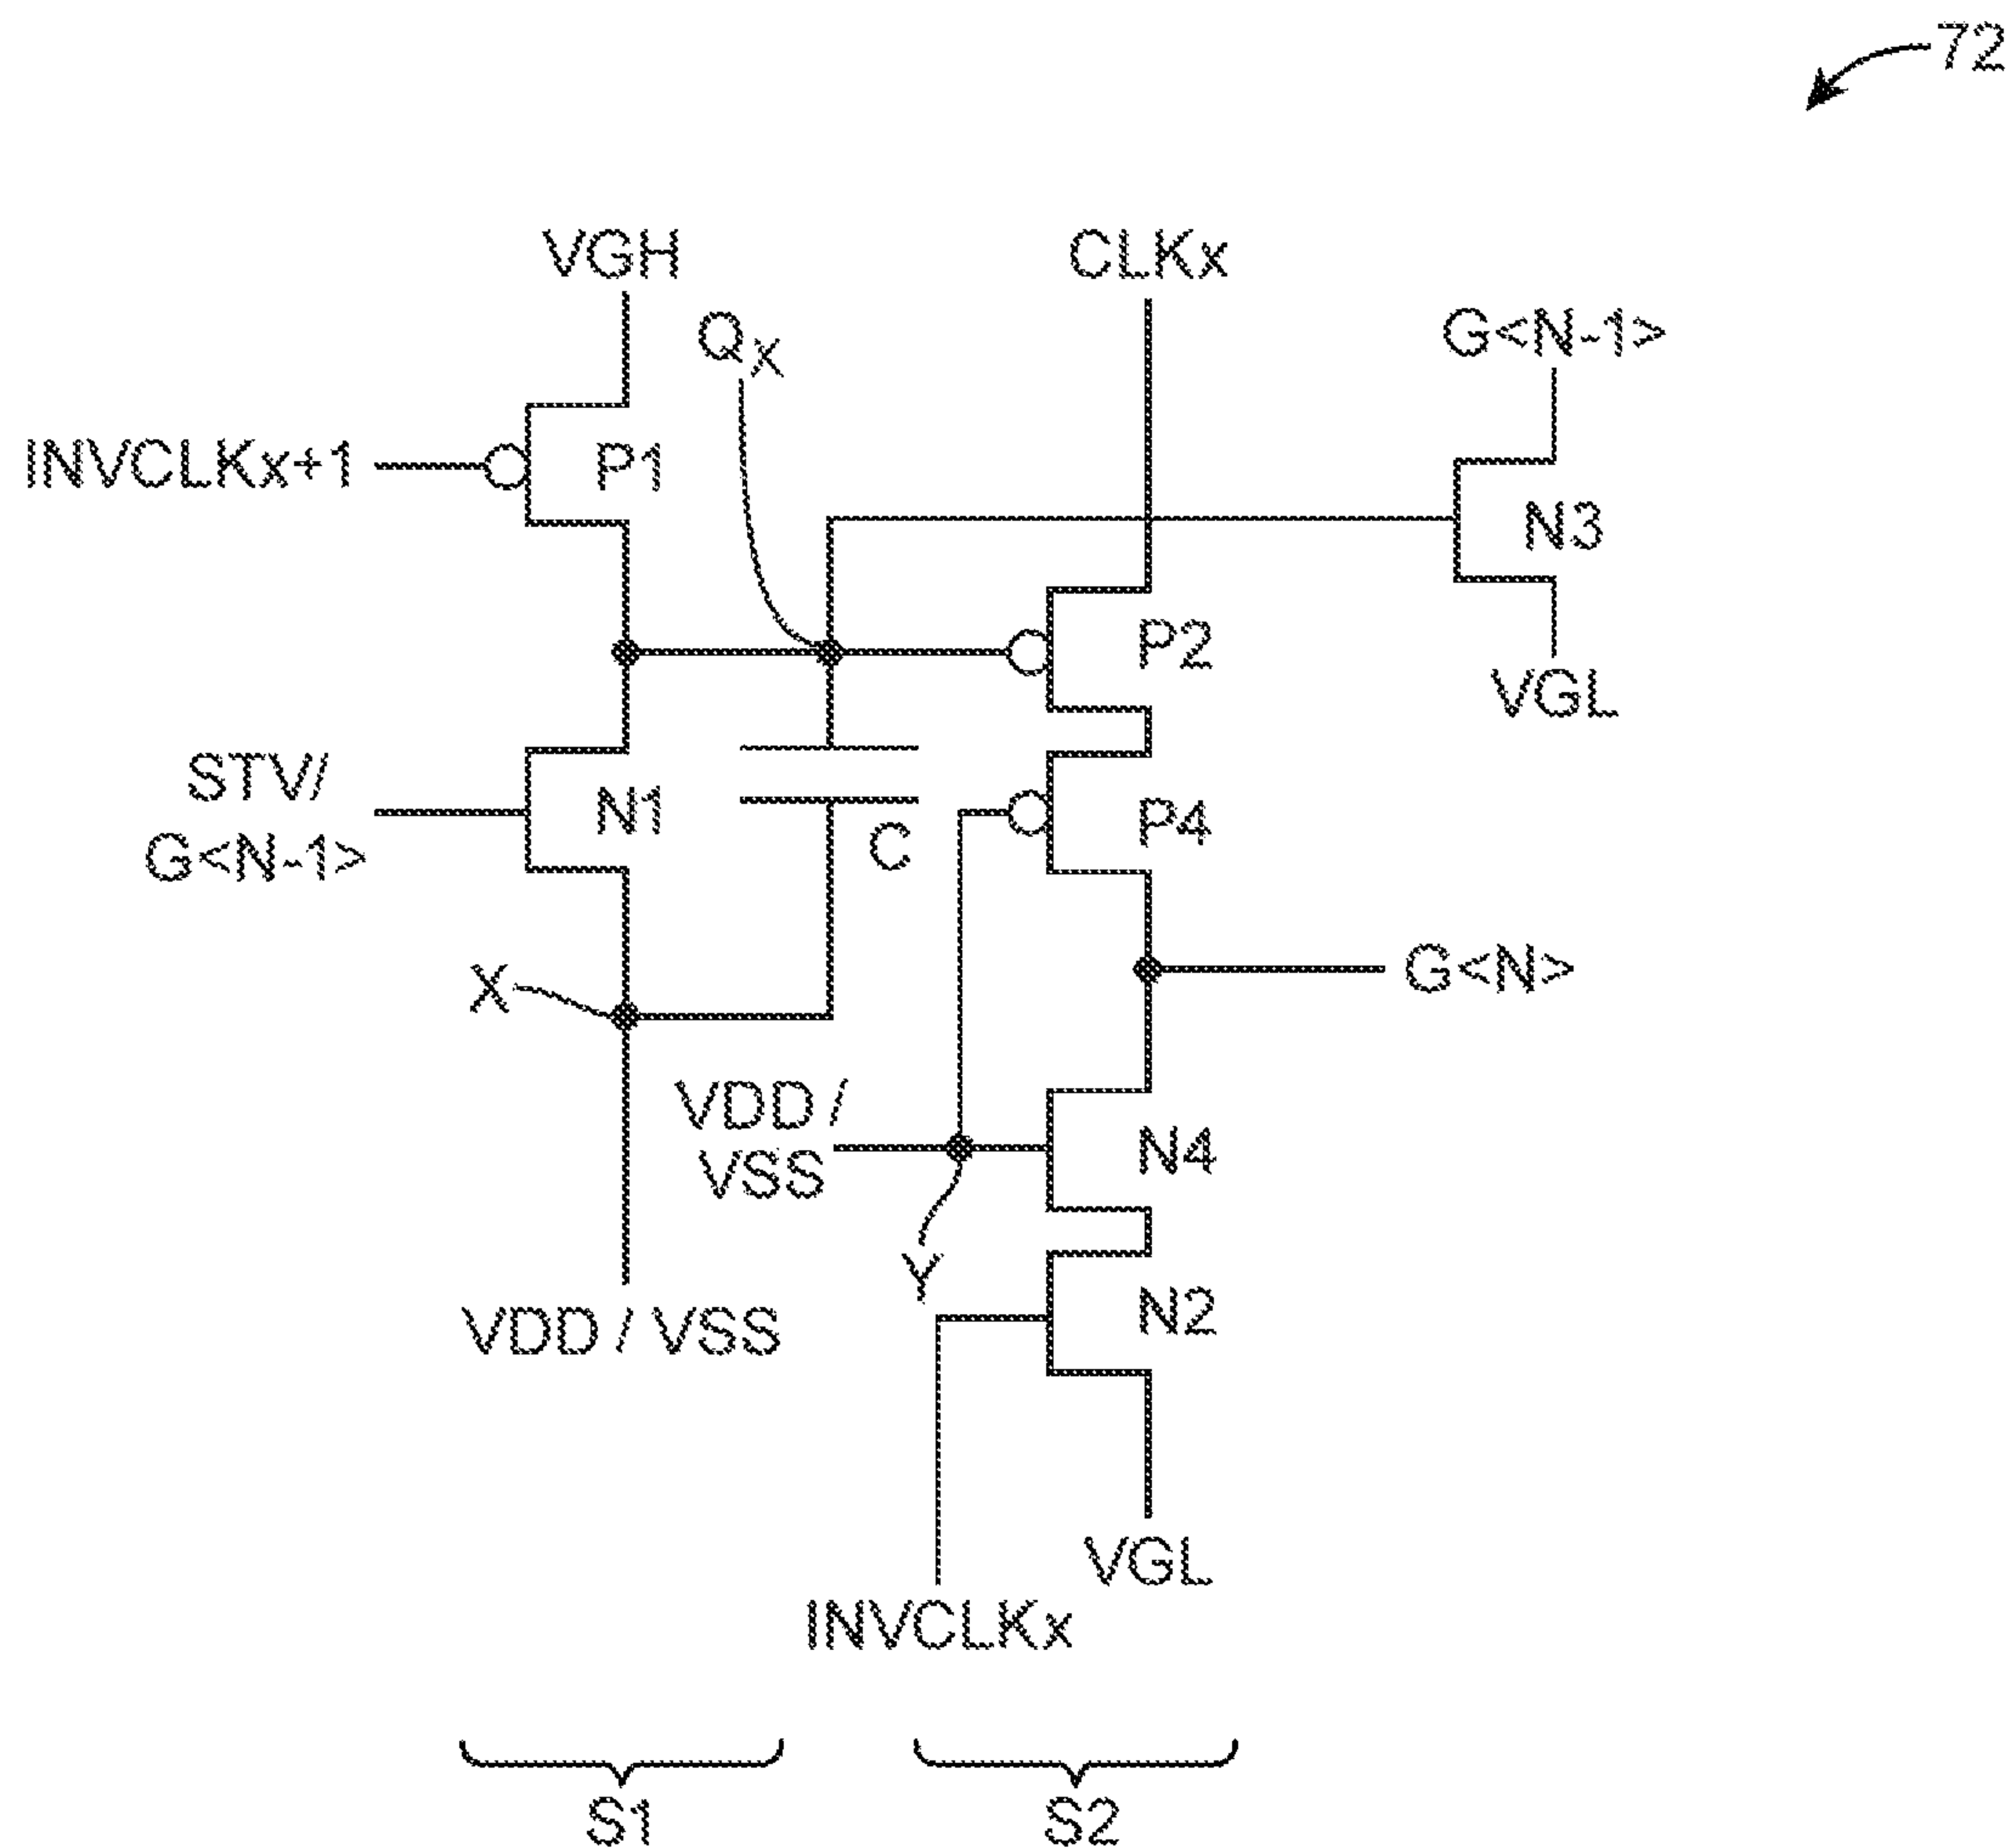 72
VGH
CLKx
QX
G<N-1>
INVCLKx+1
P1
N3
P2
VGL
STV/
G<N-1>
N1
C
P4
X
G<N>
VDD /
VSS
N4
Y
VDD / VSS
N2
VGL
INVCLKx
S1
S2